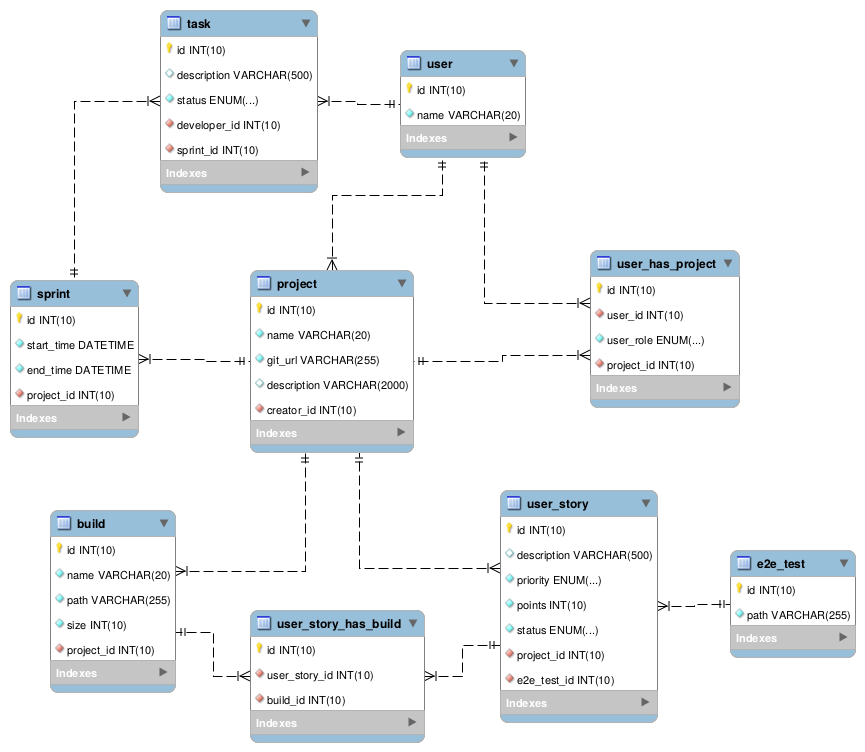 task
id INT(10)
description VARCHAR(500)
status ENUM(...)
developer_id INT(10)
sprint_id INT(10)
Indexes
user
id INT(10)
name VARCHAR(20)
Indexes
sprint
id INT(10)
start_time DATETIME
end_time DATETIME
project_id INT(10)
Indexes
project
id INT(10)
name VARCHAR(20)
git_url VARCHAR(255)
description VARCHAR(2000)
creator_id INT(10)
Indexes
user_has_project
id INT(10)
user_id INT(10)
user_role ENUM(...)
project_id INT(10)
Indexes
build
id INT(10)
name VARCHAR(20)
path VARCHAR(255)
size INT(10)
project_id INT(10)
Indexes
user_story_has_build
id INT(10)
user_story_id INT(10)
build_id INT(10)
Indexes
user_story
id INT(10)
description VARCHAR(500)
priority ENUM(...)
points INT(10)
status ENUM(...)
project_id INT(10)
e2e_test_id INT(10)
Indexes
e2e_test
id INT(10)
path VARCHAR(255)
Indexes